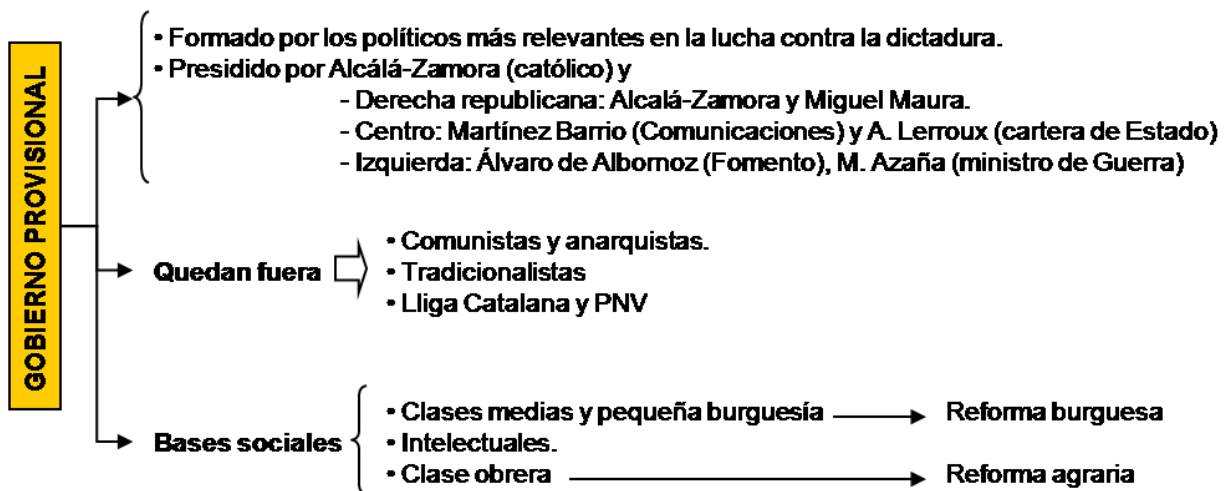 GOBIERNO PROVISIONAL
• Formado por los políticos más relevantes en la lucha contra la dictadura.
• Presidido por Alcálá-Zamora (católico) y
- Derecha republicana: Alcalá-Zamora y Miguel Maura.
- Centro: Martínez Barrio (Comunicaciones) y A. Lerroux (cartera de Estado)
- Izquierda: Álvaro de Albornoz (Fomento), M. Azaña (ministro de Guerra)
Quedan fuera
• Comunistas y anarquistas.
• Tradicionalistas
• Lliga Catalana y PNV
Bases sociales
• Clases medias y pequeña burguesía
Reforma burguesa
• Intelectuales.
• Clase obrera
Reforma agraria